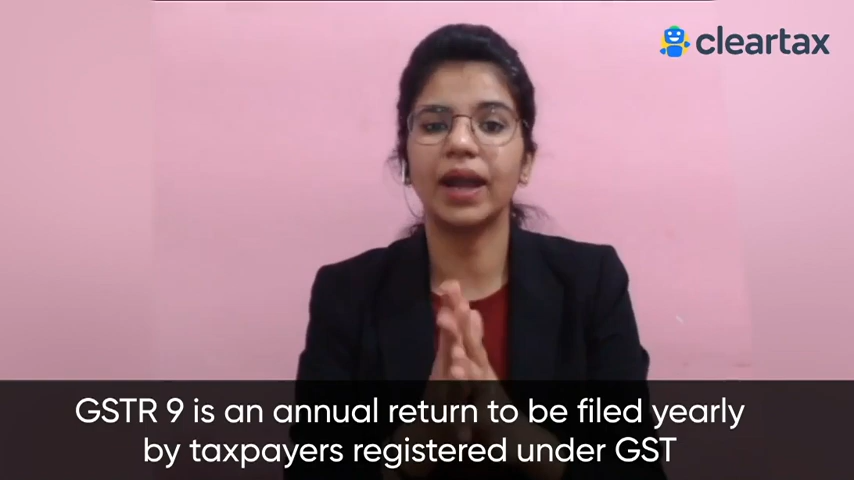 cleartax
GSTR 9 is an annual return to be filed yearly
by taxpayers registered under GST